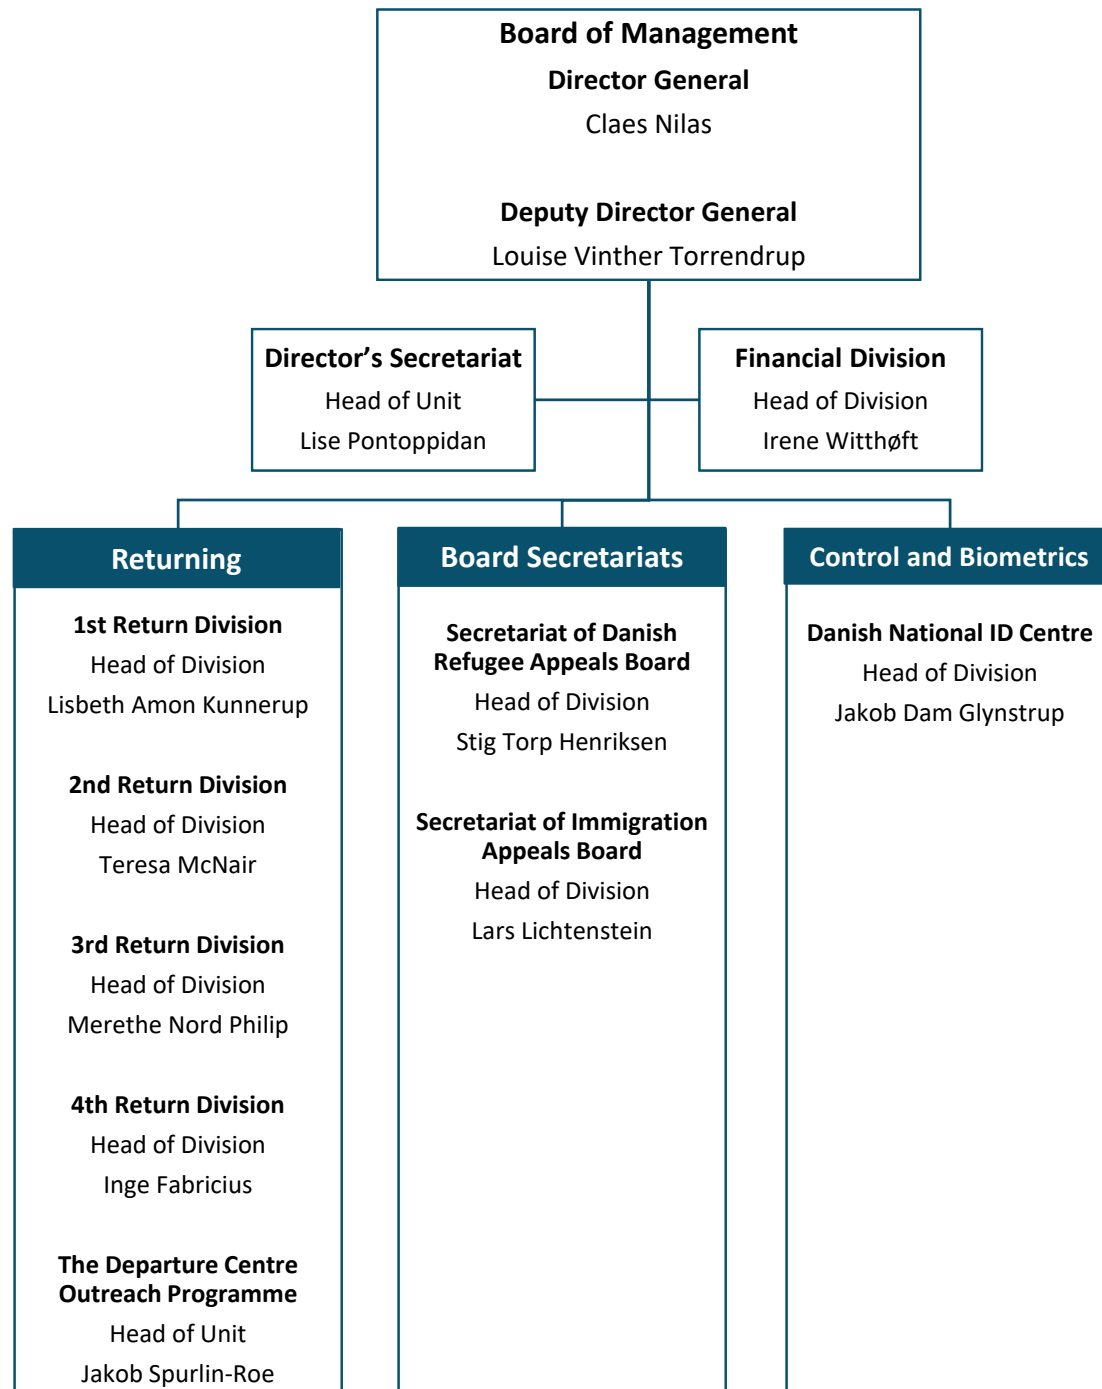 Board of Management
Director General
Claes Nilas
Deputy Director General
Louise Vinther Torrendrup
Director’s Secretariat
Head of Unit
Lise Pontoppidan
Financial Division
Head of Division
Irene Witthøft
Returning
1st Return Division
Head of Division
Lisbeth Amon Kunnerup
2nd Return Division
Head of Division
Teresa McNair
3rd Return Division
Head of Division
Merethe Nord Philip
4th Return Division
Head of Division
Inge Fabricius
The Departure Centre
Outreach Programme
Head of Unit
Jakob Spurlin-Roe
Board Secretariats
Secretariat of Danish
Refugee Appeals Board
Head of Division
Stig Torp Henriksen
Secretariat of Immigration
Appeals Board
Head of Division
Lars Lichtenstein
Control and Biometrics
Danish National ID Centre
Head of Division
Jakob Dam Glynstrup